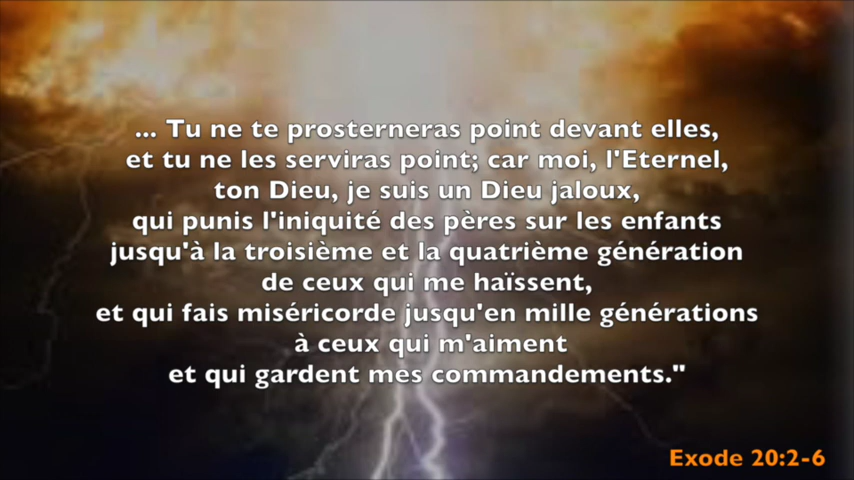 ... Tu ne te prosterneras point devant elles,
et tu ne les serviras point; car moi, l'Eternel,
ton Dieu, je suis un Dieu jaloux,
qui punis l'iniquité des pères sur les enfants
jusqu'à la troisième et la quatrième génération
de ceux qui me haïssent,
et qui fais miséricorde jusqu'en mille générations
à ceux qui m'aiment
et qui gardent mes commandements."
Exode 20:2-6